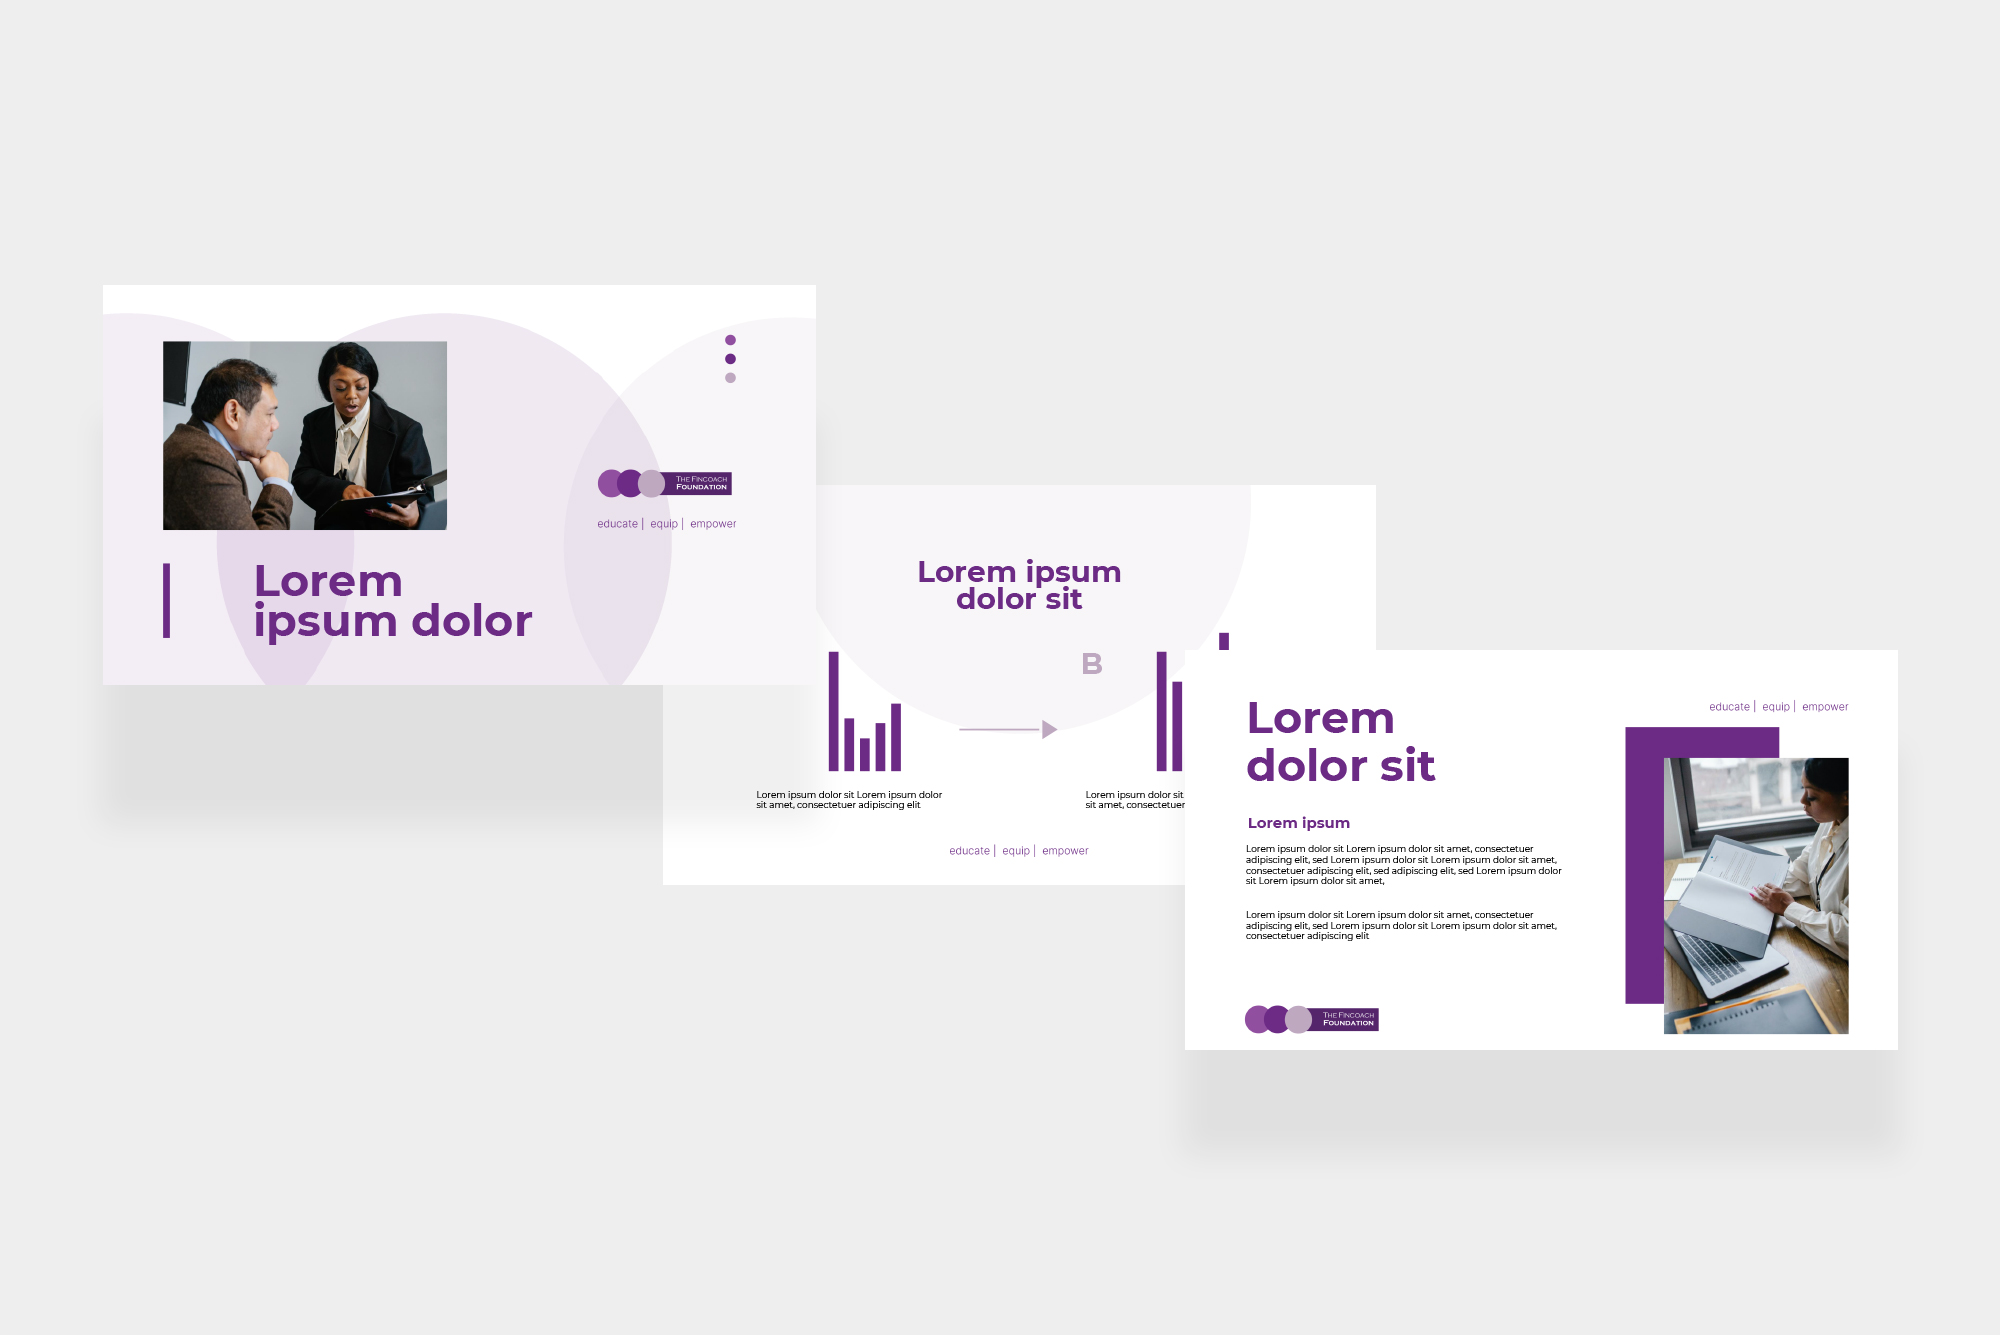 The Fincoach
Foundation
educate | equip | empower
Lorem
ipsum dolor
Lorem ipsum
dolor sit
B
Lorem ipsum dolor sit Lorem ipsum dolor
sit amet, consectetuer adipiscing elit
Lorem ipsum dolor sit
sit amet, consectetuer
educate | equip | empower
Lorem
dolor sit
educate | equip | empower
Lorem ipsum
Lorem ipsum dolor sit Lorem ipsum dolor sit amet, consectetuer
adipiscing elit, sed Lorem ipsum dolor sit Lorem ipsum dolor sit amet,
consectetuer adipiscing elit, sed adipiscing elit, sed Lorem ipsum dolor
sit Lorem ipsum dolor sit amet,
Lorem ipsum dolor sit Lorem ipsum dolor sit amet, consectetuer
adipiscing elit, sed Lorem ipsum dolor sit Lorem ipsum dolor sit amet,
consectetuer adipiscing elit
The Fincoach
Foundation